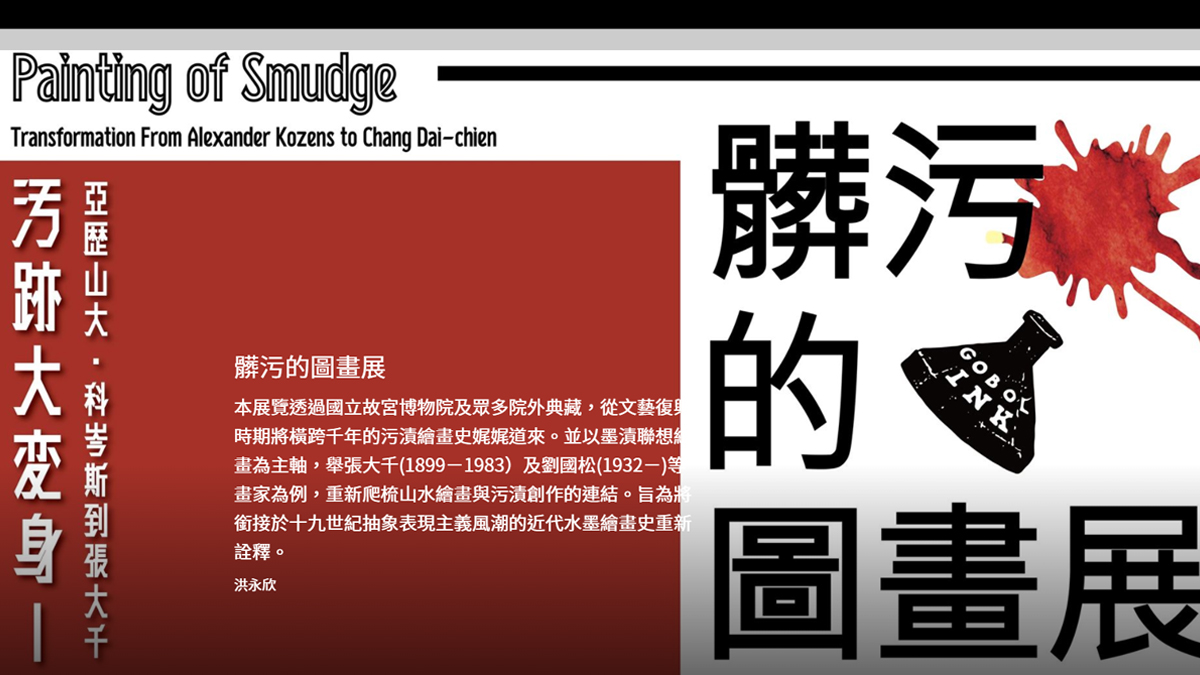 Painting of Smudge
Transformation From Alexander Kozens to Chang Dai-chien
汚跡大変身—
亞歷山大·科岑斯到張大千
髒污的圖畫展
本展覽透過國立故宮博物院及眾多院外典藏，從文藝復興
時期將橫跨千年的污漬繪畫史娓娓道來。並以墨漬聯想繪
畫為主軸，舉張大千(1899－1983）及劉國松(1932－)等
畫家為例，重新爬梳山水繪畫與污漬創作的連結。旨為將
銜接於十九世紀抽象表現主義風潮的近代水墨繪畫史重新
詮釋。
洪永欣
髒污
的
圖畫展
GOBOL
INK